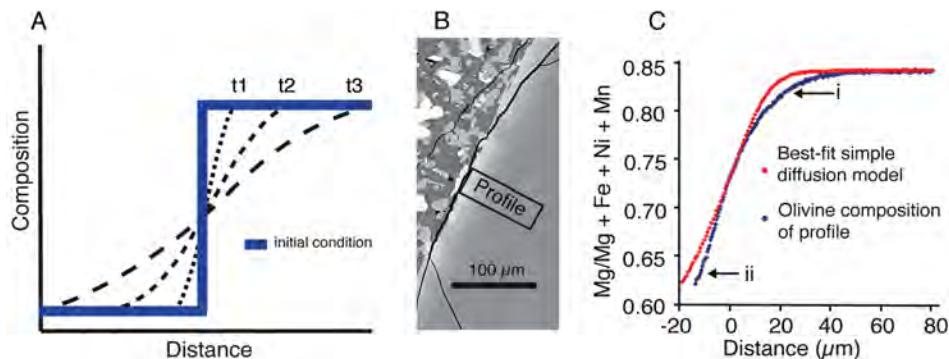 A
t1 t2 t3
Composition
initial condition
Distance
B
Profile
100 µm
C
Mg/Mg + Fe + Ni + Mn
0.85
0.80
0.75
0.70
0.65
0.60
i
Best-fit simple
diffusion model
Olivine composition
of profile
ii
-20 0 20 40 60 80
Distance (µm)